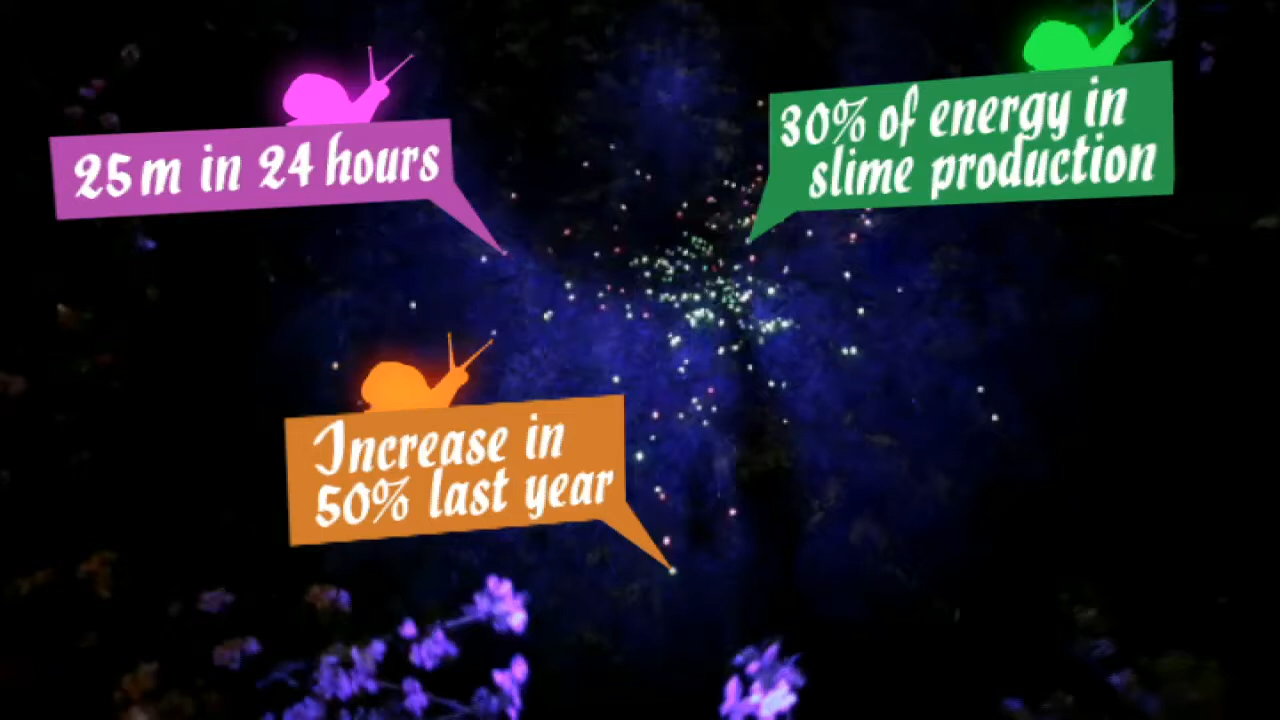 25m in 24 hours
30% of energy in
slime production
Increase in
50% last year